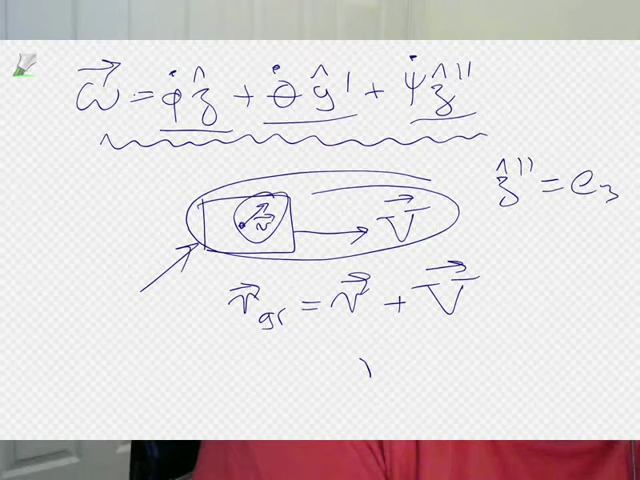 ω⃗ = φ̇ ẑ + θ̇ ŷ' + ψ̇ ẑ''
ẑ'' = e₃
v⃗ V⃗
v⃗gr = v⃗ + V⃗